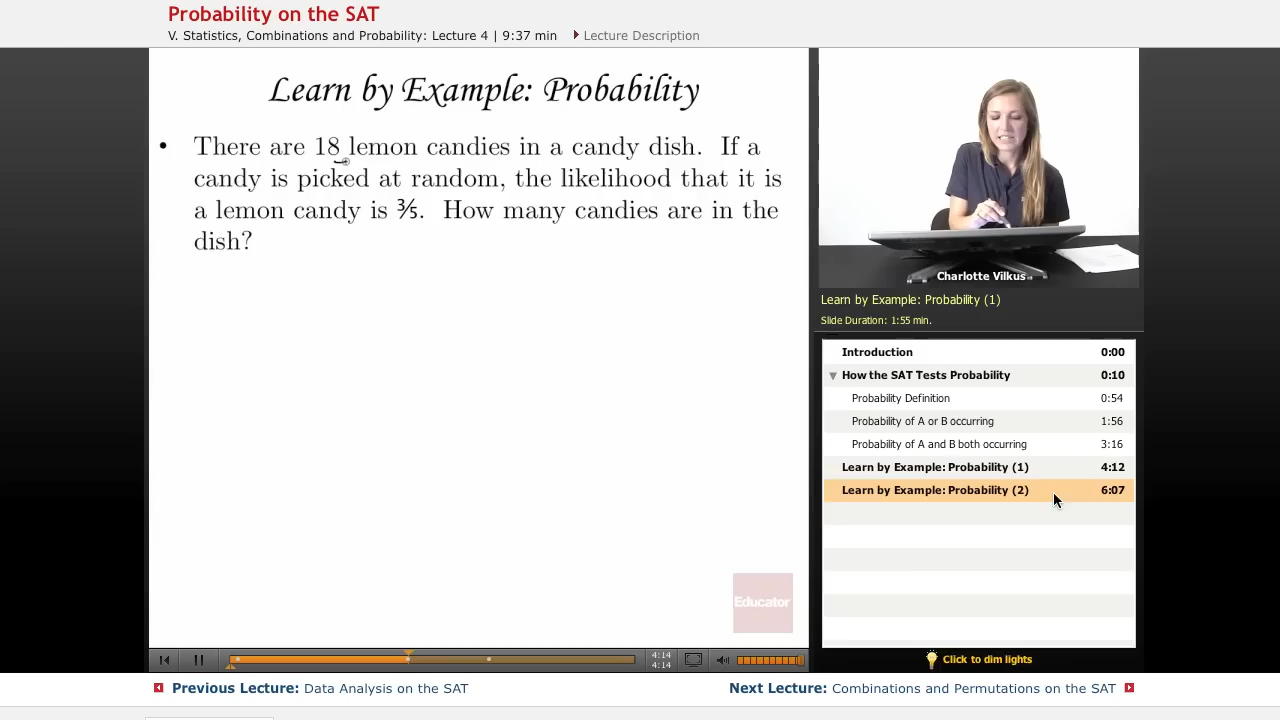 Probability on the SAT
V. Statistics, Combinations and Probability: Lecture 4 | 9:37 min Lecture Description
Learn by Example: Probability
• There are 18 lemon candies in a candy dish. If a
candy is picked at random, the likelihood that it is
a lemon candy is ⅗. How many candies are in the
dish?
Educator
4:14
4:14
Charlotte Vilkus
Learn by Example: Probability (1)
Slide Duration: 1:55 min.
Introduction 0:00
▼ How the SAT Tests Probability 0:10
Probability Definition 0:54
Probability of A or B occurring 1:56
Probability of A and B both occurring 3:16
Learn by Example: Probability (1) 4:12
Learn by Example: Probability (2) 6:07
Click to dim lights
Previous Lecture: Data Analysis on the SAT
Next Lecture: Combinations and Permutations on the SAT